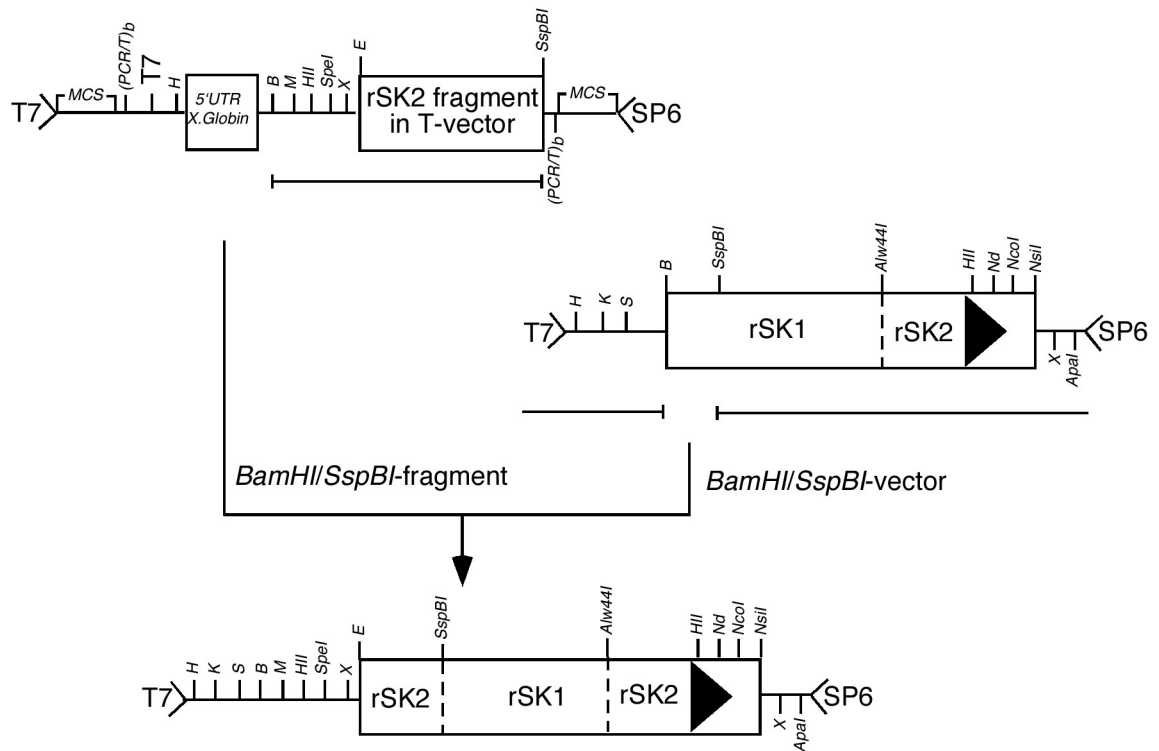 T7
MCS
(PCR/T)b
T7
H
5'UTR
X.Globin
B
M
HII
SpeI
X
E
rSK2 fragment
in T-vector
SspBI
MCS
(PCR/T)b
SP6
T7
H
K
S
B
SspBI
rSK1
Alw44I
rSK2
HII
Nd
NcoI
NsiI
X
ApaI
SP6
BamHI/SspBI-fragment
BamHI/SspBI-vector
T7
H
K
S
B
M
HII
SpeI
X
E
rSK2
SspBI
rSK1
Alw44I
rSK2
HII
Nd
NcoI
NsiI
X
ApaI
SP6